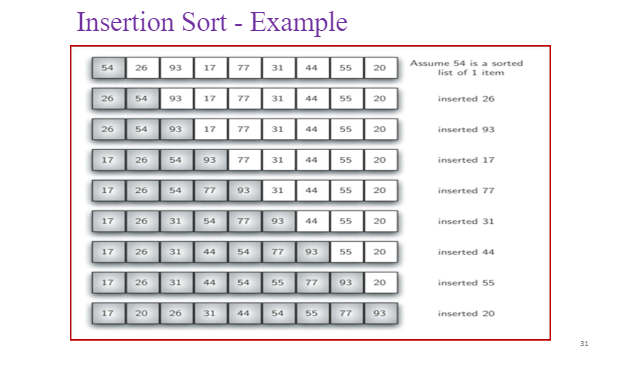 Insertion Sort - Example
54 26 93 17 77 31 44 55 20 Assume 54 is a sorted
list of 1 item
26 54 93 17 77 31 44 55 20 inserted 26
26 54 93 17 77 31 44 55 20 inserted 93
17 26 54 93 77 31 44 55 20 inserted 17
17 26 54 77 93 31 44 55 20 inserted 77
17 26 31 54 77 93 44 55 20 inserted 31
17 26 31 44 54 77 93 55 20 inserted 44
17 26 31 44 54 55 77 93 20 inserted 55
17 20 26 31 44 54 55 77 93 inserted 20
31